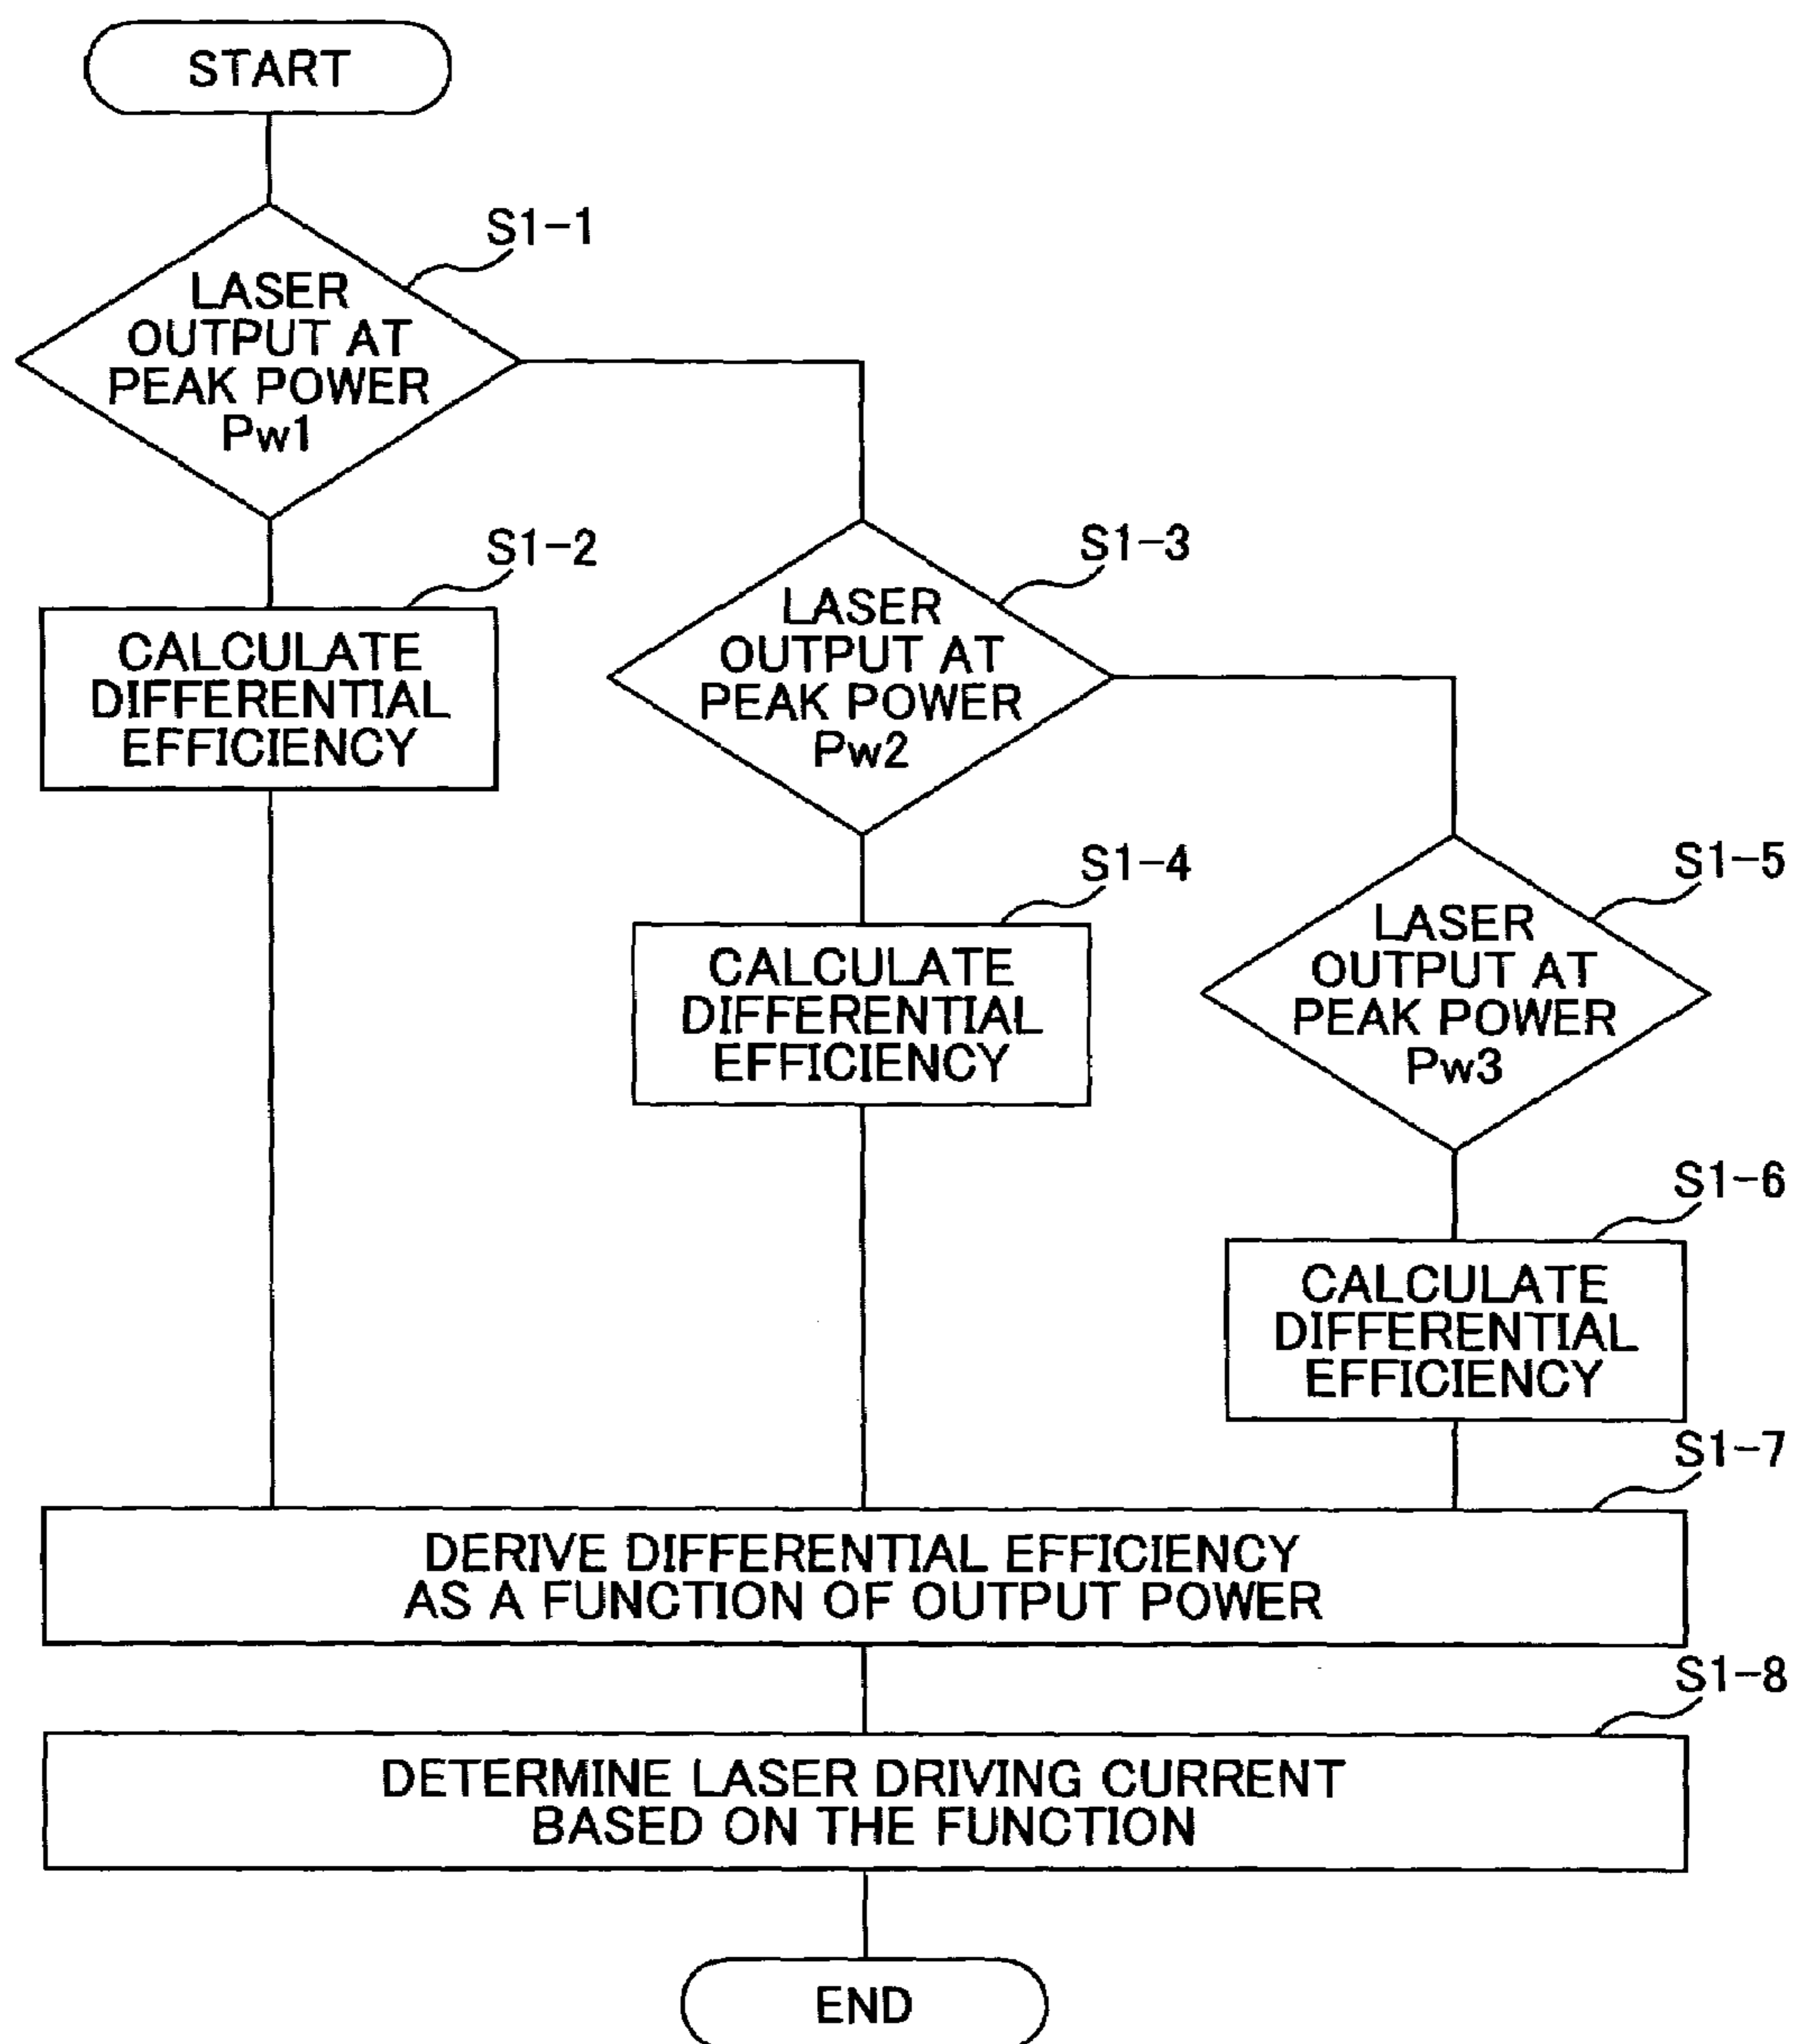 START
S1-1
LASER
OUTPUT AT
PEAK POWER
Pw1
S1-2
CALCULATE
DIFFERENTIAL
EFFICIENCY
S1-3
LASER
OUTPUT AT
PEAK POWER
Pw2
S1-4
CALCULATE
DIFFERENTIAL
EFFICIENCY
S1-5
LASER
OUTPUT AT
PEAK POWER
Pw3
S1-6
CALCULATE
DIFFERENTIAL
EFFICIENCY
S1-7
DERIVE DIFFERENTIAL EFFICIENCY
AS A FUNCTION OF OUTPUT POWER
S1-8
DETERMINE LASER DRIVING CURRENT
BASED ON THE FUNCTION
END